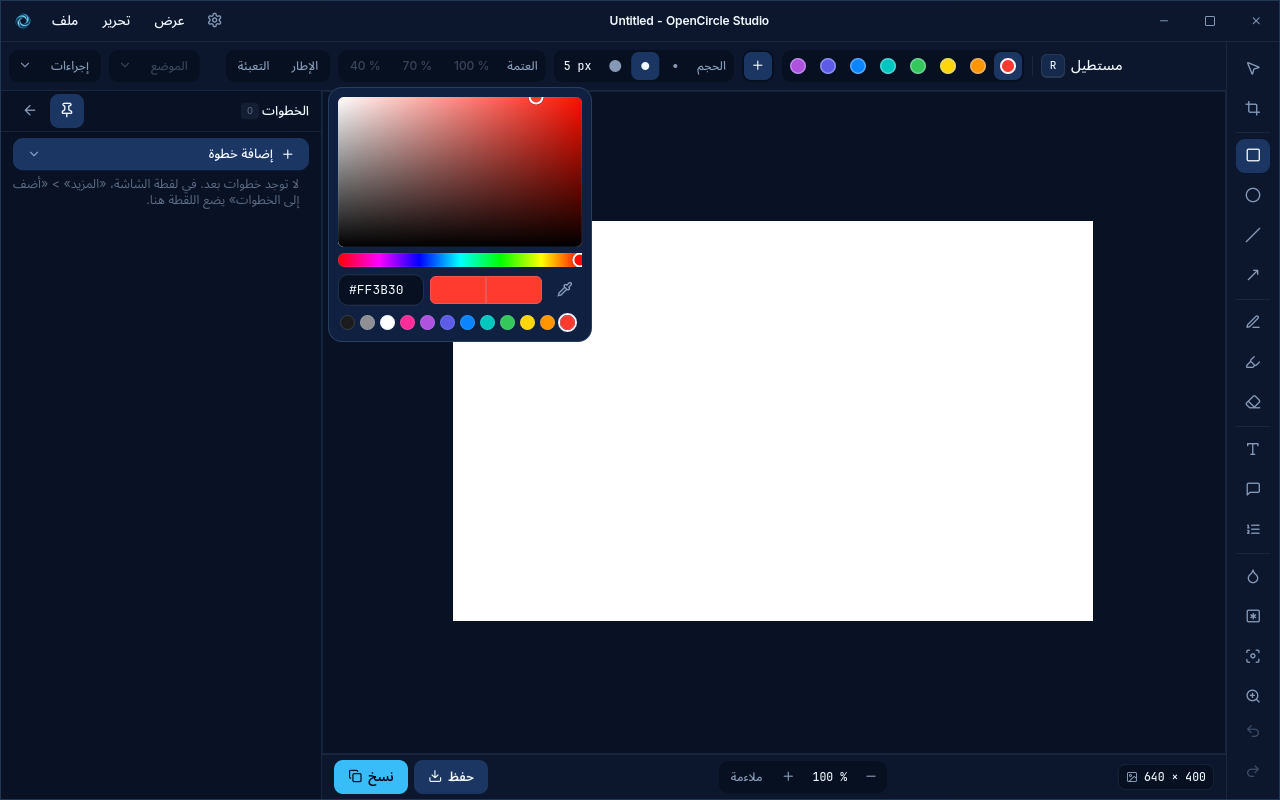 ملف
تحرير
عرض
Untitled - OpenCircle Studio
مستطيل
R
الحجم
5 px
العتمة
100 %
70 %
40 %
الإطار
التعبئة
الموضع
إجراءات
الخطوات
0
إضافة خطوة
لا توجد خطوات بعد. في لقطة الشاشة، «المزيد» > «أضف
إلى الخطوات» يضع اللقطة هنا.
#FF3B30
640 × 400
100 %
ملاءمة
حفظ
نسخ